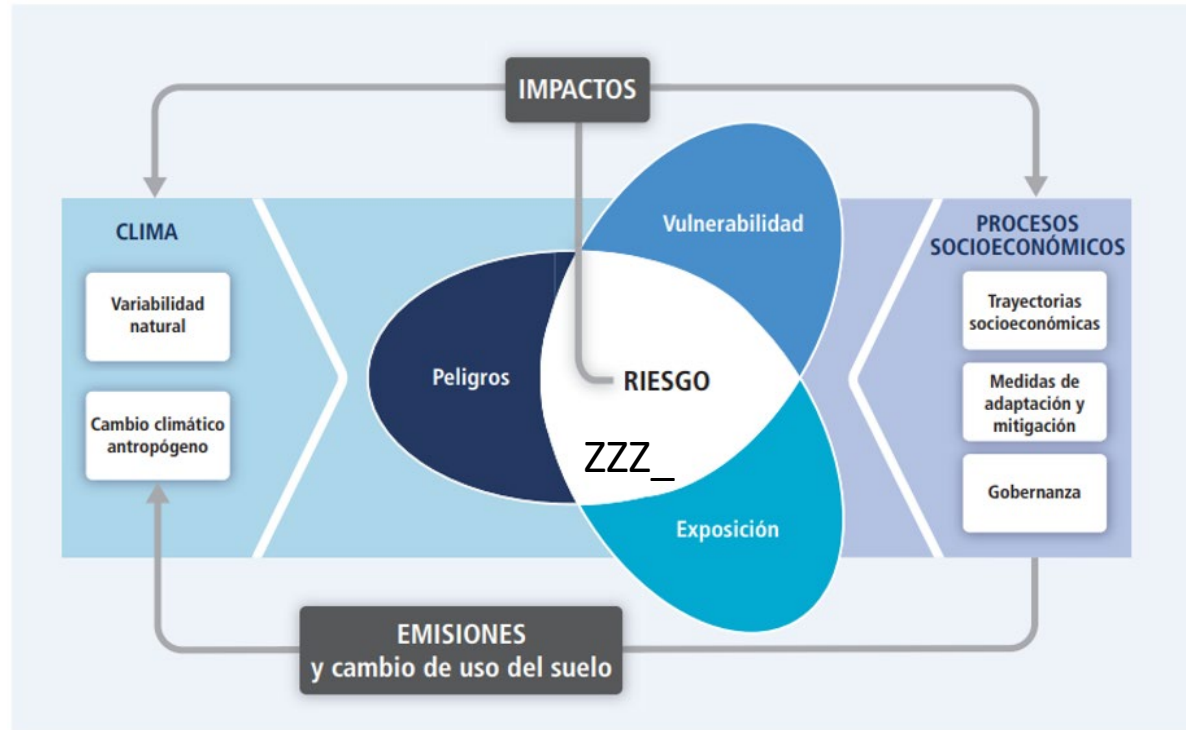 IMPACTOS
CLIMA
Variabilidad
natural
Cambio climático
antropógeno
Vulnerabilidad
Peligros
RIESGO
ZZZ_
Exposición
PROCESOS
SOCIOECONÓMICOS
Trayectorias
socioeconómicas
Medidas de
adaptación y
mitigación
Gobernanza
EMISIONES
y cambio de uso del suelo